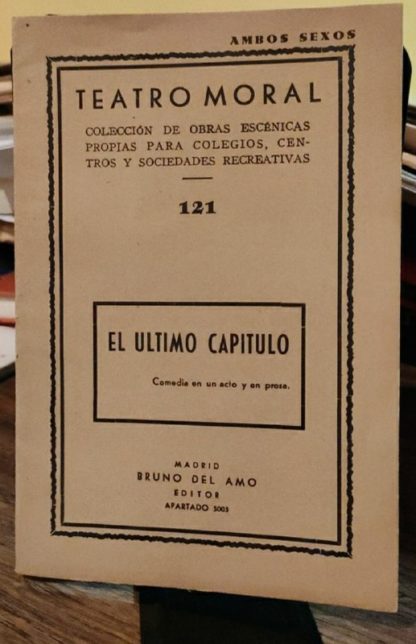 AMBOS SEXOS
TEATRO MORAL
COLECCIÓN DE OBRAS ESCÉNICAS
PROPIAS PARA COLEGIOS, CEN-
TROS Y SOCIEDADES RECREATIVAS
121
EL ULTIMO CAPITULO
Comedia en un acto y en prosa.
MADRID
BRUNO DEL AMO
EDITOR
APARTADO 5003